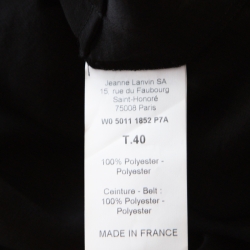 Jeanne Lanvin SA
15, rue du Faubourg
Saint-Honoré
75008 Paris
W0 5011 1852 P7A
T.40
100% Polyester -
Polyester
Ceinture - Belt :
100% Polyester -
Polyester
MADE IN FRANCE